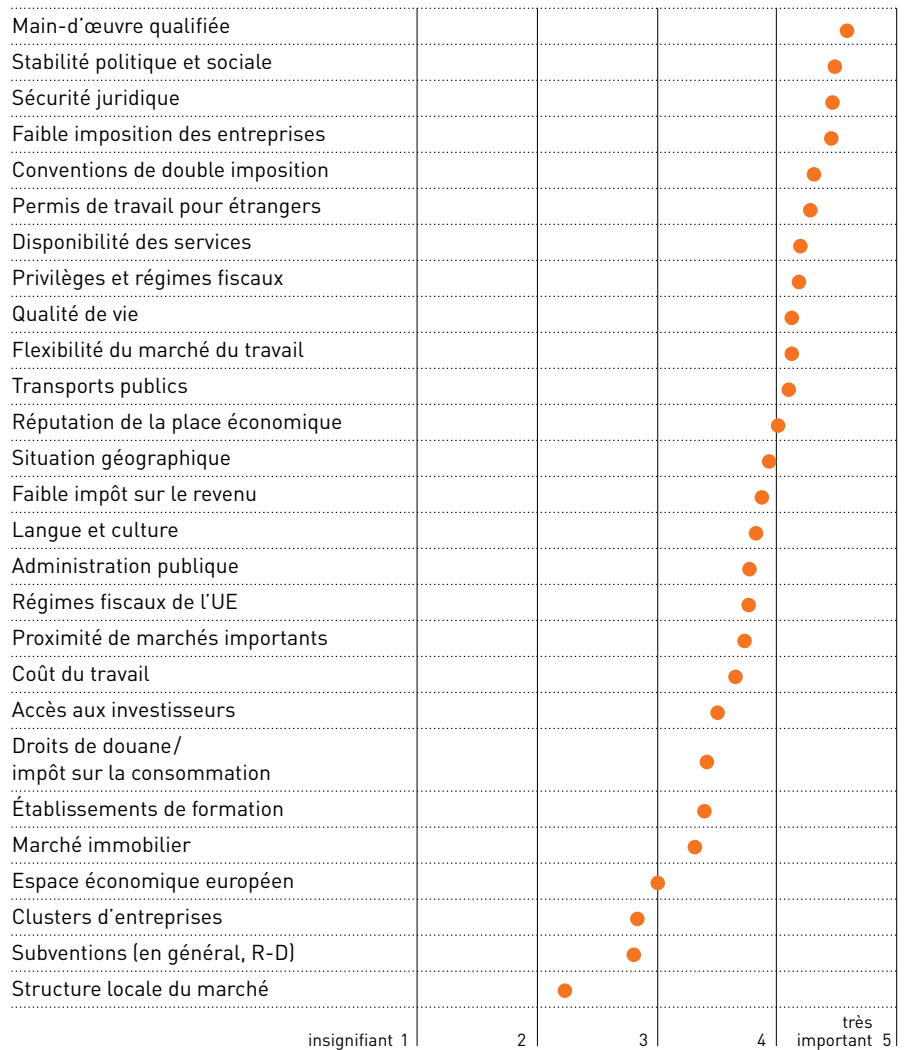 Main-d’œuvre qualifiée
Stabilité politique et sociale
Sécurité juridique
Faible imposition des entreprises
Conventions de double imposition
Permis de travail pour étrangers
Disponibilité des services
Privilèges et régimes fiscaux
Qualité de vie
Flexibilité du marché du travail
Transports publics
Réputation de la place économique
Situation géographique
Faible impôt sur le revenu
Langue et culture
Administration publique
Régimes fiscaux de l’UE
Proximité de marchés importants
Coût du travail
Accès aux investisseurs
Droits de douane/
impôt sur la consommation
Établissements de formation
Marché immobilier
Espace économique européen
Clusters d’entreprises
Subventions (en général, R-D)
Structure locale du marché
très
insignifiant 1 2 3 4 important 5